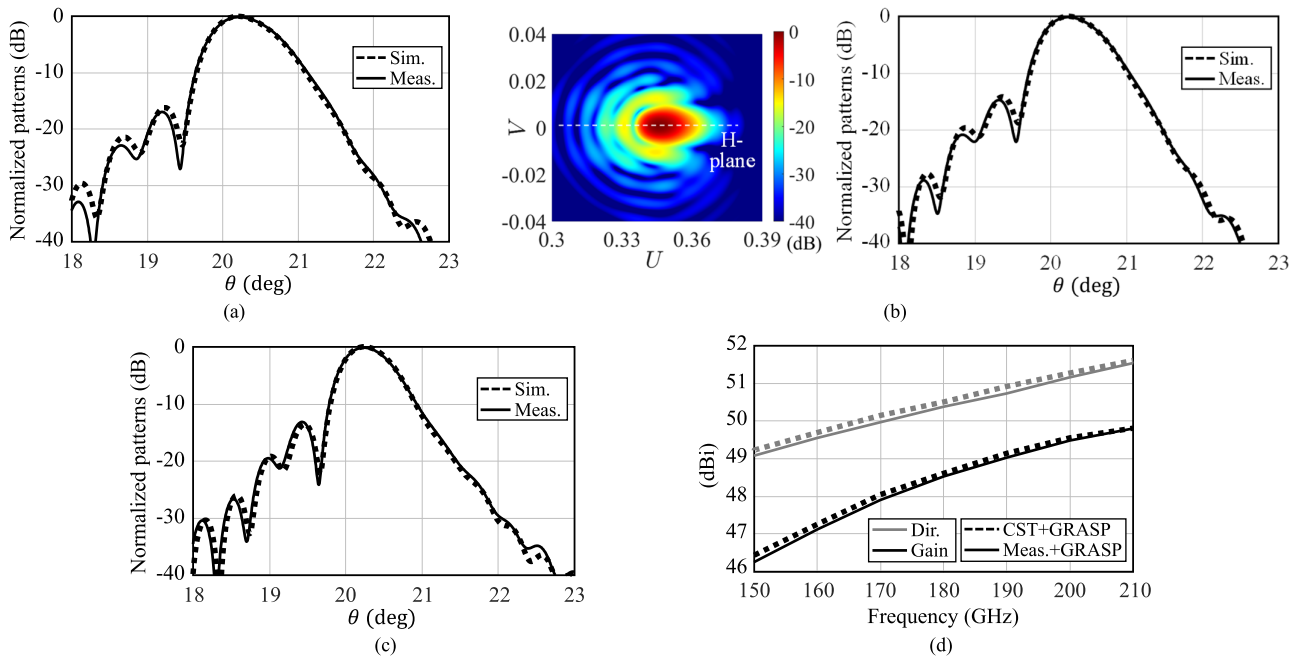 Normalized patterns (dB)
0
-10
-20
-30
-40
18
19
20
21
22
23
θ (deg)
Sim.
Meas.
(a)
V
0.04
0.02
0
-0.02
-0.04
0.3
0.33
0.36
0.39
U
H-
plane
0
-10
-20
-30
-40
(dB)
Normalized patterns (dB)
0
-10
-20
-30
-40
18
19
20
21
22
23
θ (deg)
Sim.
Meas.
(b)
Normalized patterns (dB)
0
-10
-20
-30
-40
18
19
20
21
22
23
θ (deg)
Sim.
Meas.
(c)
(dBi)
52
51
50
49
48
47
46
150
160
170
180
190
200
210
Frequency (GHz)
Dir.
Gain
CST+GRASP
Meas.+GRASP
(d)